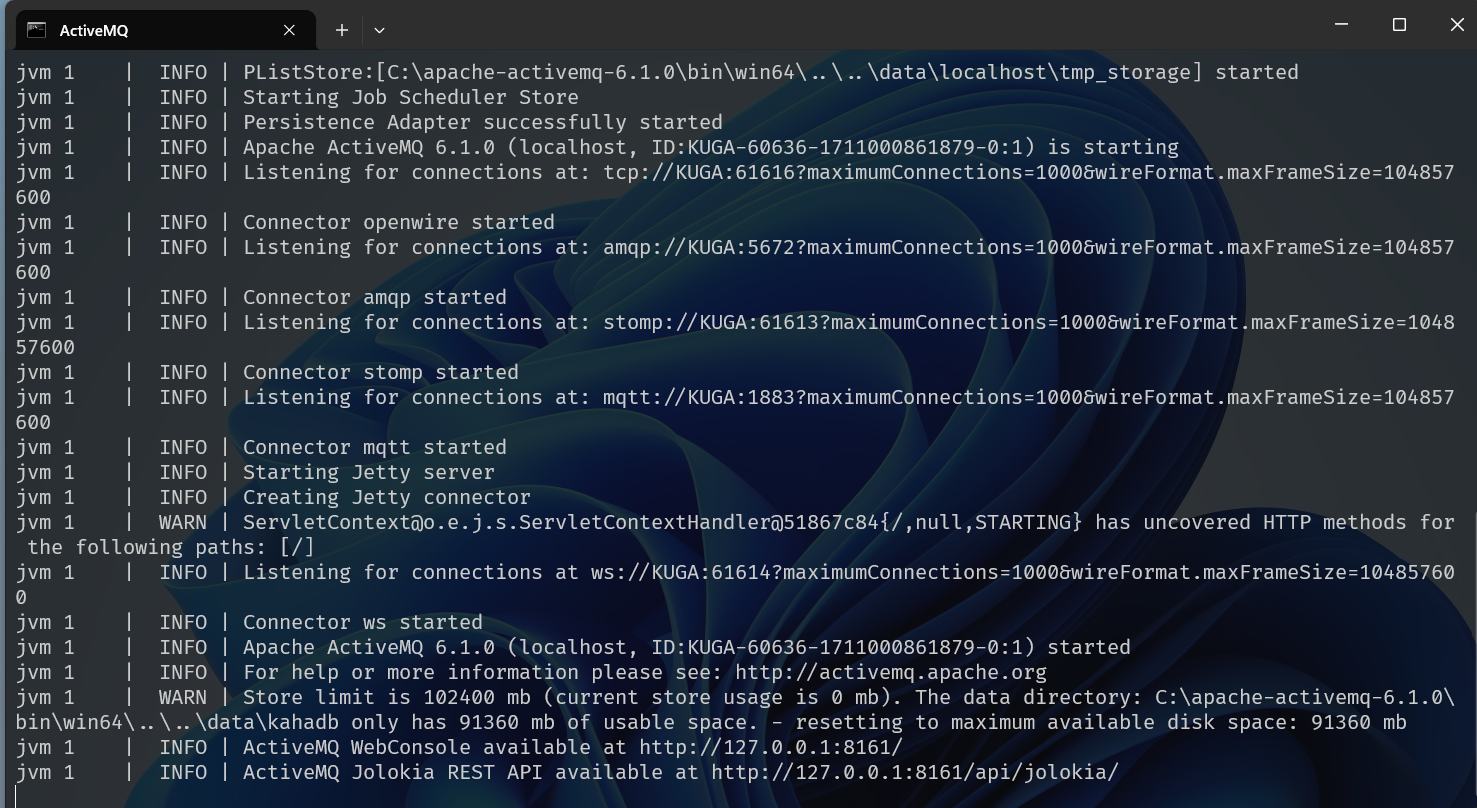 ActiveMQ
jvm 1    |  INFO | PListStore:[C:\apache-activemq-6.1.0\bin\win64\..\..\data\localhost\tmp_storage] started
jvm 1    |  INFO | Starting Job Scheduler Store
jvm 1    |  INFO | Persistence Adapter successfully started
jvm 1    |  INFO | Apache ActiveMQ 6.1.0 (localhost, ID:KUGA-60636-1711000861879-0:1) is starting
jvm 1    |  INFO | Listening for connections at: tcp://KUGA:61616?maximumConnections=1000&wireFormat.maxFrameSize=104857
600
jvm 1    |  INFO | Connector openwire started
jvm 1    |  INFO | Listening for connections at: amqp://KUGA:5672?maximumConnections=1000&wireFormat.maxFrameSize=104857
600
jvm 1    |  INFO | Connector amqp started
jvm 1    |  INFO | Listening for connections at: stomp://KUGA:61613?maximumConnections=1000&wireFormat.maxFrameSize=1048
57600
jvm 1    |  INFO | Connector stomp started
jvm 1    |  INFO | Listening for connections at: mqtt://KUGA:1883?maximumConnections=1000&wireFormat.maxFrameSize=104857
600
jvm 1    |  INFO | Connector mqtt started
jvm 1    |  INFO | Starting Jetty server
jvm 1    |  INFO | Creating Jetty connector
jvm 1    |  WARN | ServletContext@o.e.j.s.ServletContextHandler@51867c84{/,null,STARTING} has uncovered HTTP methods for
 the following paths: [/]
jvm 1    |  INFO | Listening for connections at ws://KUGA:61614?maximumConnections=1000&wireFormat.maxFrameSize=10485760
0
jvm 1    |  INFO | Connector ws started
jvm 1    |  INFO | Apache ActiveMQ 6.1.0 (localhost, ID:KUGA-60636-1711000861879-0:1) started
jvm 1    |  INFO | For help or more information please see: http://activemq.apache.org
jvm 1    |  WARN | Store limit is 102400 mb (current store usage is 0 mb). The data directory: C:\apache-activemq-6.1.0\
bin\win64\..\..\data\kahadb only has 91360 mb of usable space. - resetting to maximum available disk space: 91360 mb
jvm 1    |  INFO | ActiveMQ WebConsole available at http://127.0.0.1:8161/
jvm 1    |  INFO | ActiveMQ Jolokia REST API available at http://127.0.0.1:8161/api/jolokia/